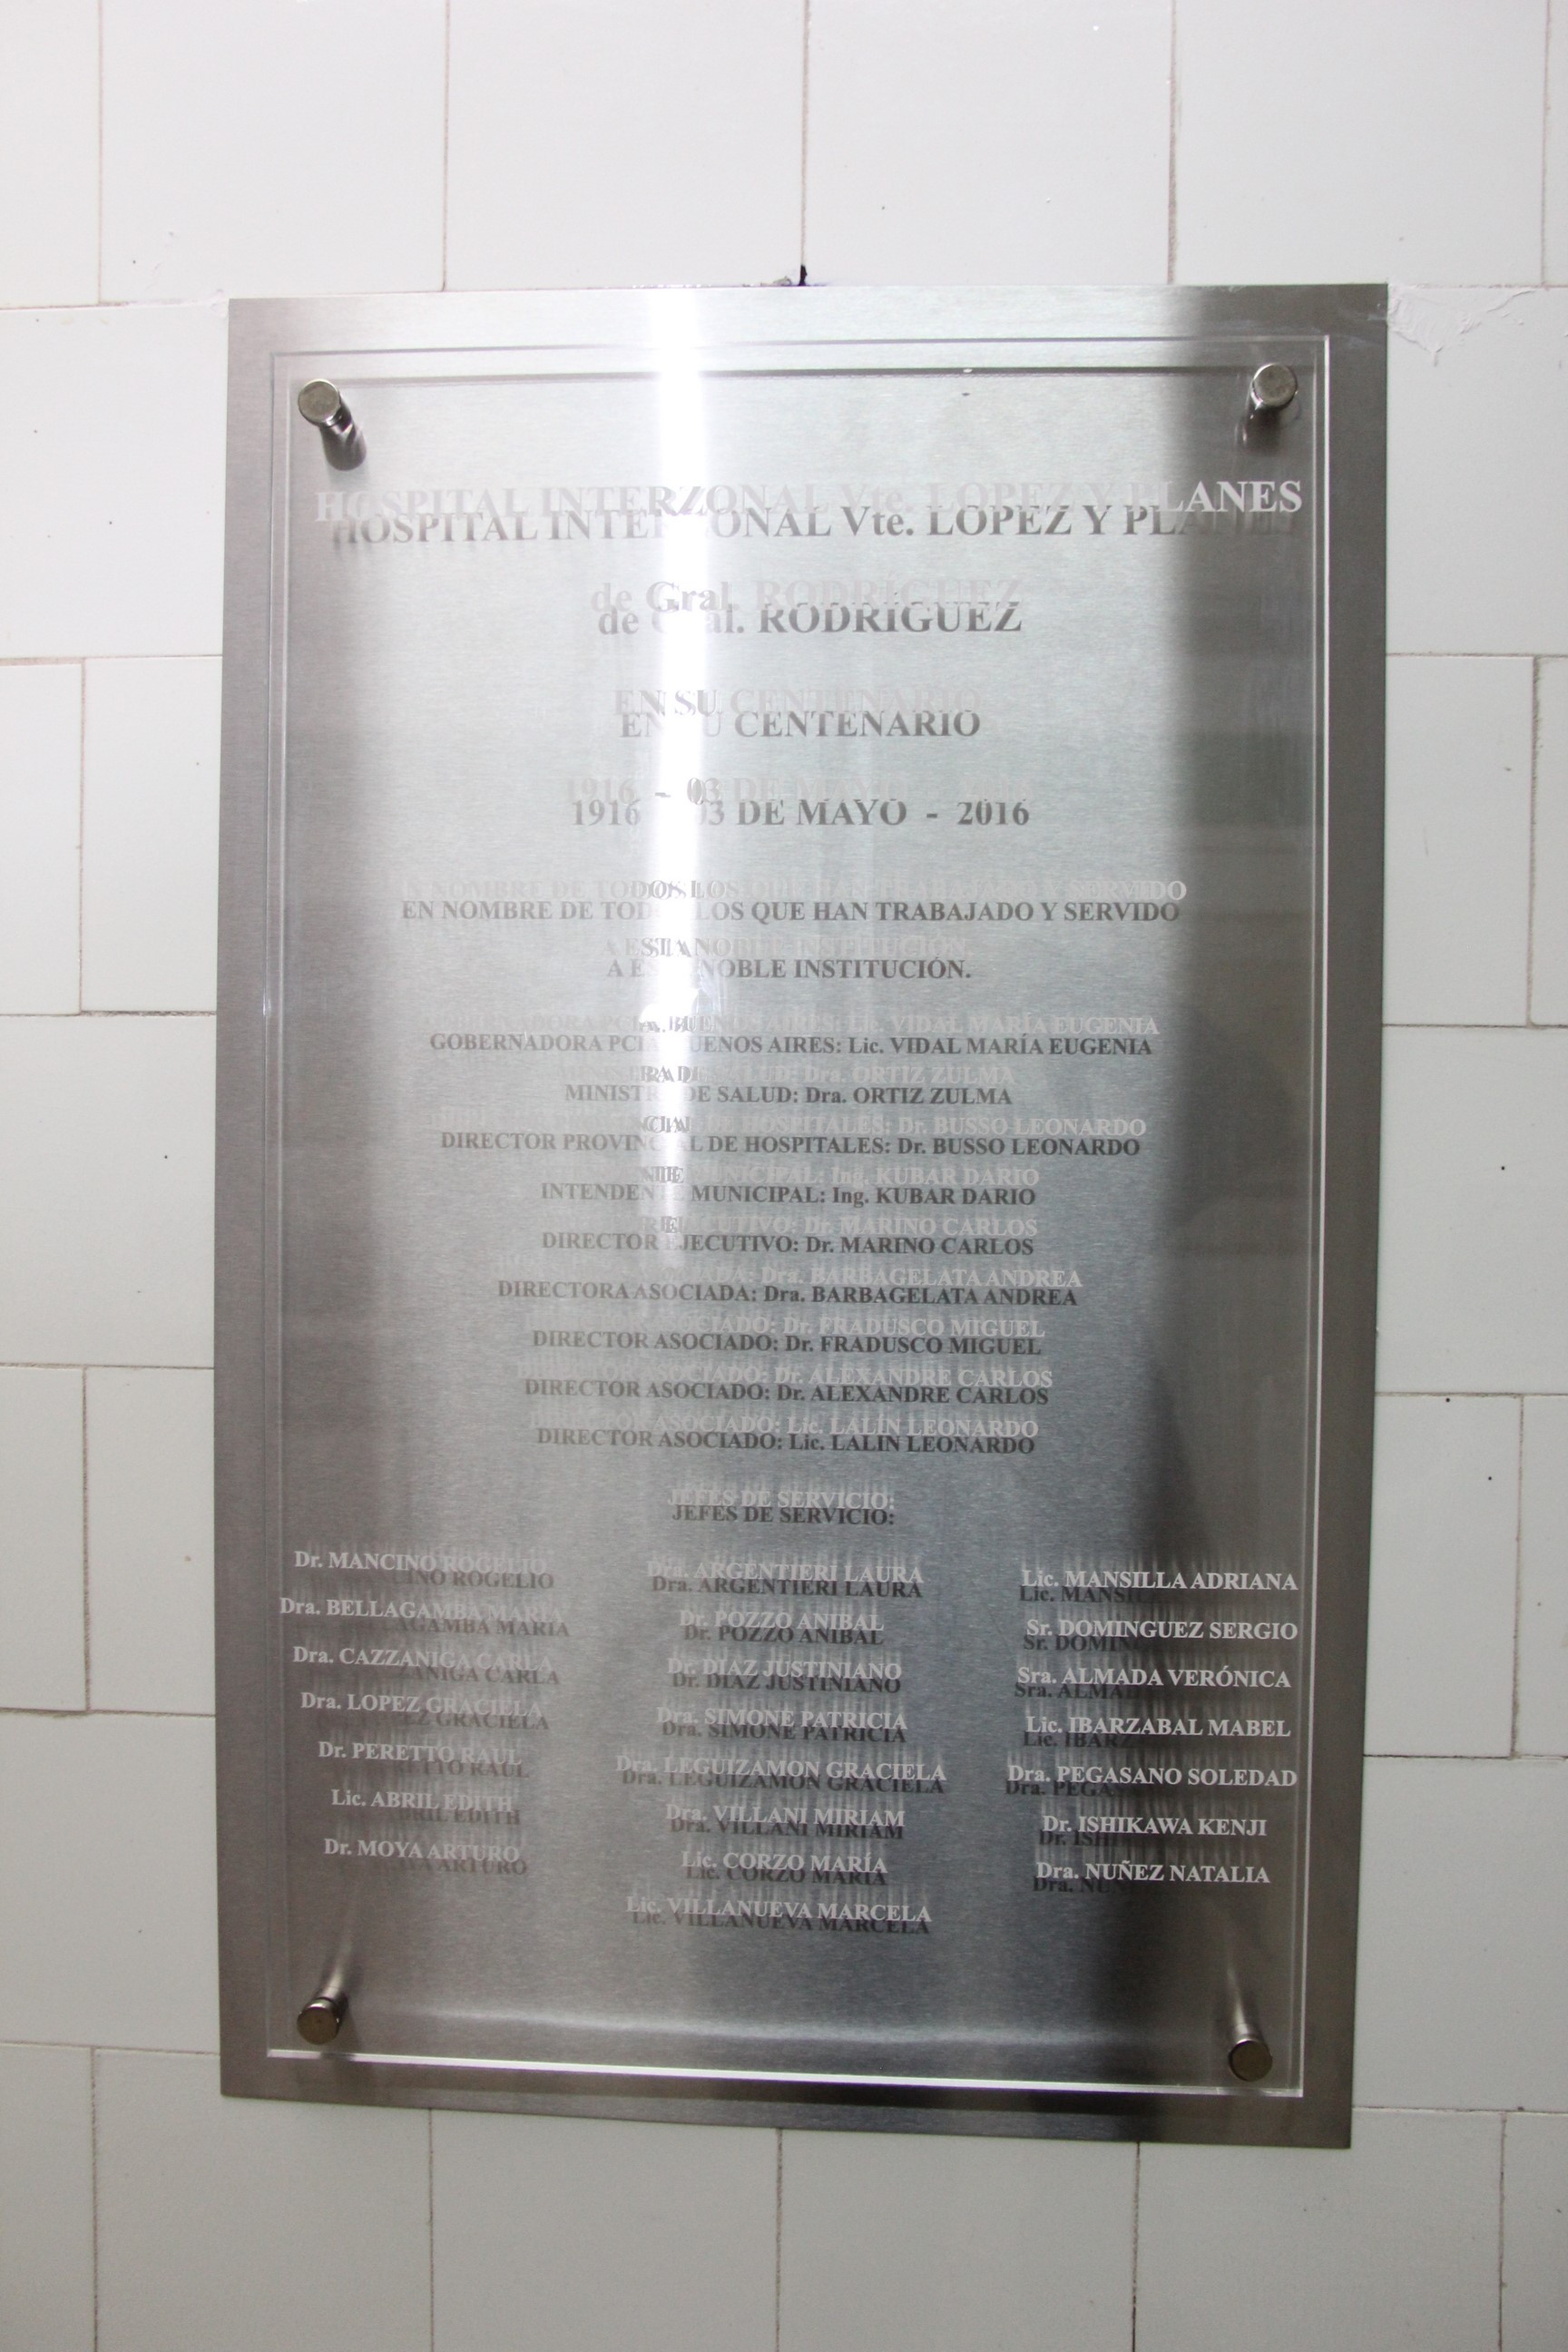 HOSPITAL INTERZONAL Vte. LOPEZ Y PLANES
de Gral. RODRÍGUEZ
EN SU CENTENARIO
1916 - 03 DE MAYO - 2016
EN NOMBRE DE TODOS LOS QUE HAN TRABAJADO Y SERVIDO
A ESTA NOBLE INSTITUCIÓN.
GOBERNADORA PCIA. BUENOS AIRES: Lic. VIDAL MARÍA EUGENIA
MINISTRA DE SALUD: Dra. ORTIZ ZULMA
DIRECTOR PROVINCIAL DE HOSPITALES: Dr. BUSSO LEONARDO
INTENDENTE MUNICIPAL: Ing. KUBAR DARIO
DIRECTOR EJECUTIVO: Dr. MARINO CARLOS
DIRECTORA ASOCIADA: Dra. BARBAGELATA ANDREA
DIRECTOR ASOCIADO: Dr. FRADUSCO MIGUEL
DIRECTOR ASOCIADO: Dr. ALEXANDRE CARLOS
DIRECTOR ASOCIADO: Lic. LALIN LEONARDO
JEFES DE SERVICIO:
Dr. MANCINO ROGELIO
Dra. BELLAGAMBA MARIA
Dra. CAZZANIGA CARLA
Dra. LOPEZ GRACIELA
Dr. PERETTO RAUL
Lic. ABRIL EDITH
Dr. MOYA ARTURO
Dra. ARGENTIERI LAURA
Dr. POZZO ANIBAL
Dr. DIAZ JUSTINIANO
Dra. SIMONE PATRICIA
Dra. LEGUIZAMON GRACIELA
Dra. VILLANI MIRIAM
Lic. CORZO MARÍA
Lic. VILLANUEVA MARCELA
Lic. MANSILLA ADRIANA
Sr. DOMINGUEZ SERGIO
Sra. ALMADA VERÓNICA
Lic. IBARZABAL MABEL
Dra. PEGASANO SOLEDAD
Dr. ISHIKAWA KENJI
Dra. NUÑEZ NATALIA